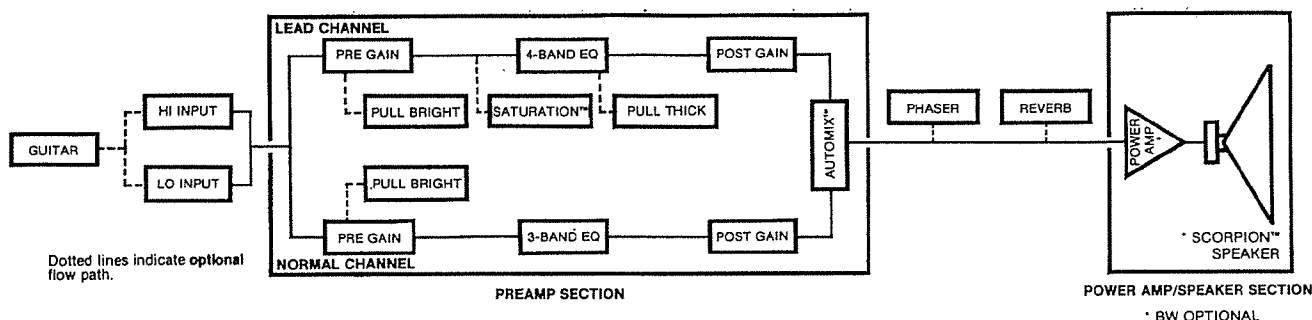 LEAD CHANNEL
PRE GAIN
4-BAND EQ
POST GAIN
HI INPUT
PULL BRIGHT
SATURATION™
PULL THICK
PHASER
REVERB
GUITAR
LO INPUT
PULL BRIGHT
AUTOMIX™
POWER
AMP*
PRE GAIN
3-BAND EQ
POST GAIN
* SCORPION™
SPEAKER
Dotted lines indicate optional
flow path.
NORMAL CHANNEL
PREAMP SECTION
POWER AMP/SPEAKER SECTION
* BW OPTIONAL